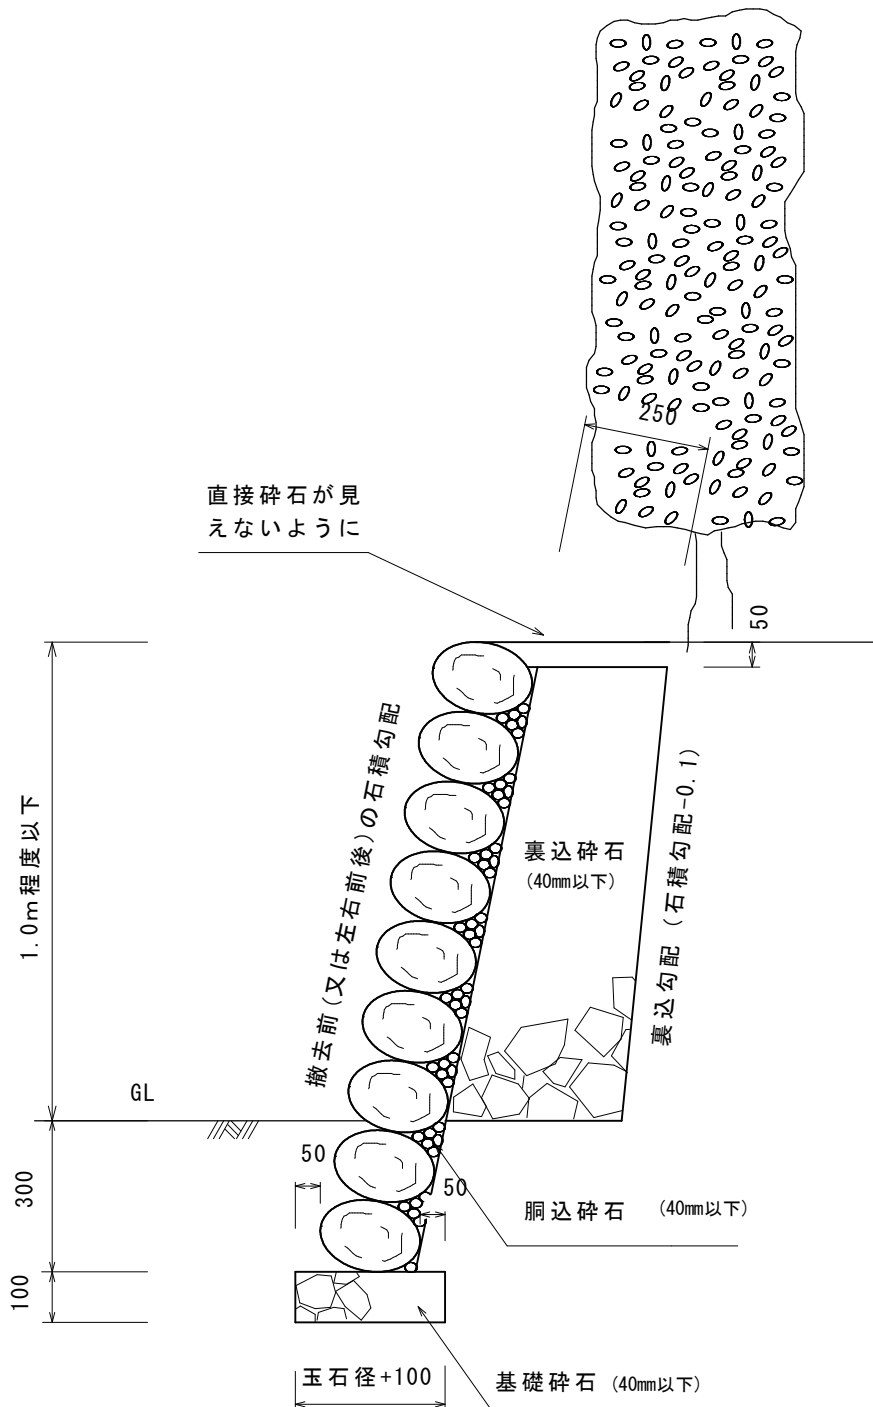 250
直接砕石が見
えないように
50
撤去前(又は左右前後)の石積勾配
1.0m程度以下
裏込砕石
(40mm以下)
裏込勾配(石積勾配-0.1)
GL
50
50
300
胴込砕石 (40mm以下)
100
玉石径+100
基礎砕石 (40mm以下)